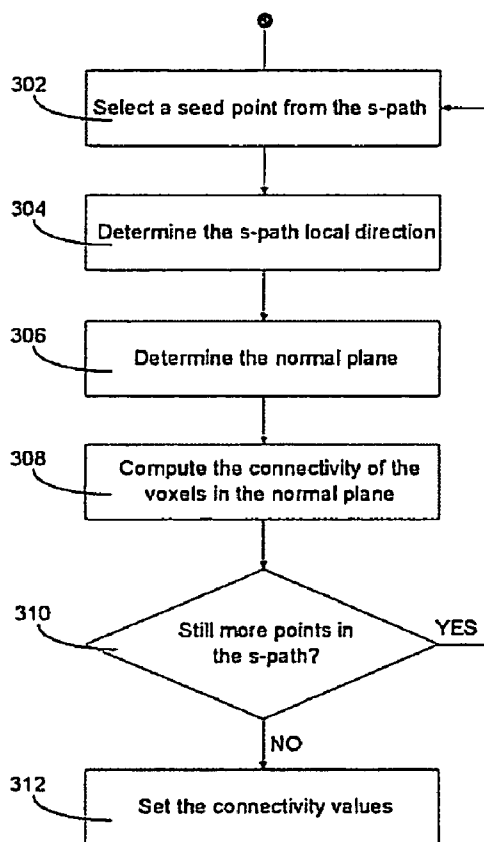 302
Select a seed point from the s-path
304
Determine the s-path local direction
306
Determine the normal plane
308
Compute the connectivity of the
voxels in the normal plane
310
Still more points in
the s-path?
YES
NO
312
Set the connectivity values